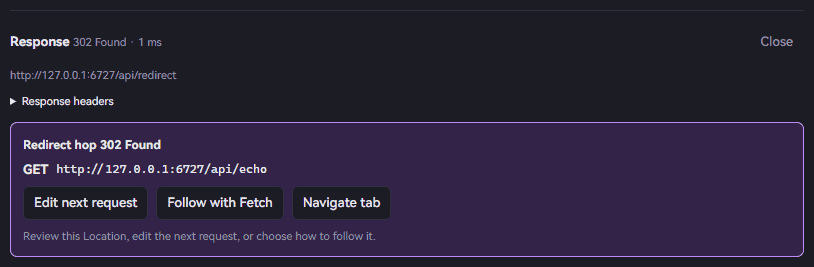 Response 302 Found · 1 ms Close
http://127.0.0.1:6727/api/redirect
▶ Response headers
Redirect hop 302 Found
GET http://127.0.0.1:6727/api/echo
Edit next request Follow with Fetch Navigate tab
Review this Location, edit the next request, or choose how to follow it.